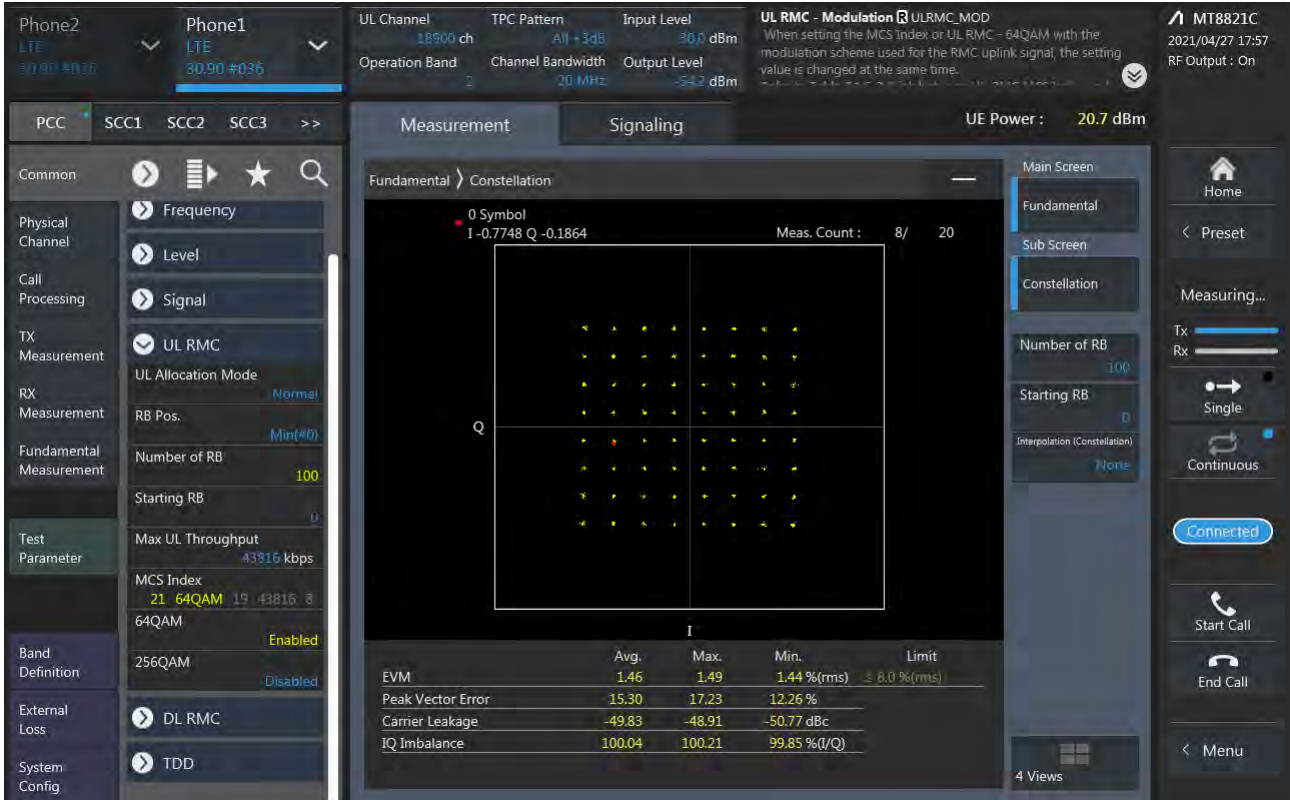 Phone2
LTE
30.90 #036
Phone1
LTE
30.90 #036
UL Channel
18900 ch
TPC Pattern
All +3dB
Input Level
30.0 dBm
Operation Band
2
Channel Bandwidth
20 MHz
Output Level
-54.2 dBm
UL RMC - Modulation R ULRMC_MOD
When setting the MCS Index or UL RMC - 64QAM with the
modulation scheme used for the RMC uplink signal, the setting
value is changed at the same time.
MT8821C
2021/04/27 17:57
RF Output : On
PCC SCC1 SCC2 SCC3 >>
Measurement
Signaling
UE Power : 20.7 dBm
Common
Physical
Channel
Call
Processing
TX
Measurement
RX
Measurement
Fundamental
Measurement
Test
Parameter
Band
Definition
External
Loss
System
Config
Frequency
Level
Signal
UL RMC
UL Allocation Mode
Normal
RB Pos.
Min(#0)
Number of RB
100
Starting RB
0
Max UL Throughput
43816 kbps
MCS Index
21 64QAM 19 43816 8
64QAM
Enabled
256QAM
Disabled
DL RMC
TDD
Fundamental 〉 Constellation
0 Symbol
I -0.7748 Q -0.1864
Meas. Count : 8/ 20
Q
I
Avg. Max. Min. Limit
EVM 1.46 1.49 1.44 %(rms) ≤ 8.0 %(rms)
Peak Vector Error 15.30 17.23 12.26 %
Carrier Leakage -49.83 -48.91 -50.77 dBc
IQ Imbalance 100.04 100.21 99.85 %(I/Q)
Main Screen
Fundamental
Sub Screen
Constellation
Number of RB
100
Starting RB
0
Interpolation (Constellation)
None
4 Views
Home
< Preset
Measuring...
Tx
Rx
Single
Continuous
Connected
Start Call
End Call
< Menu